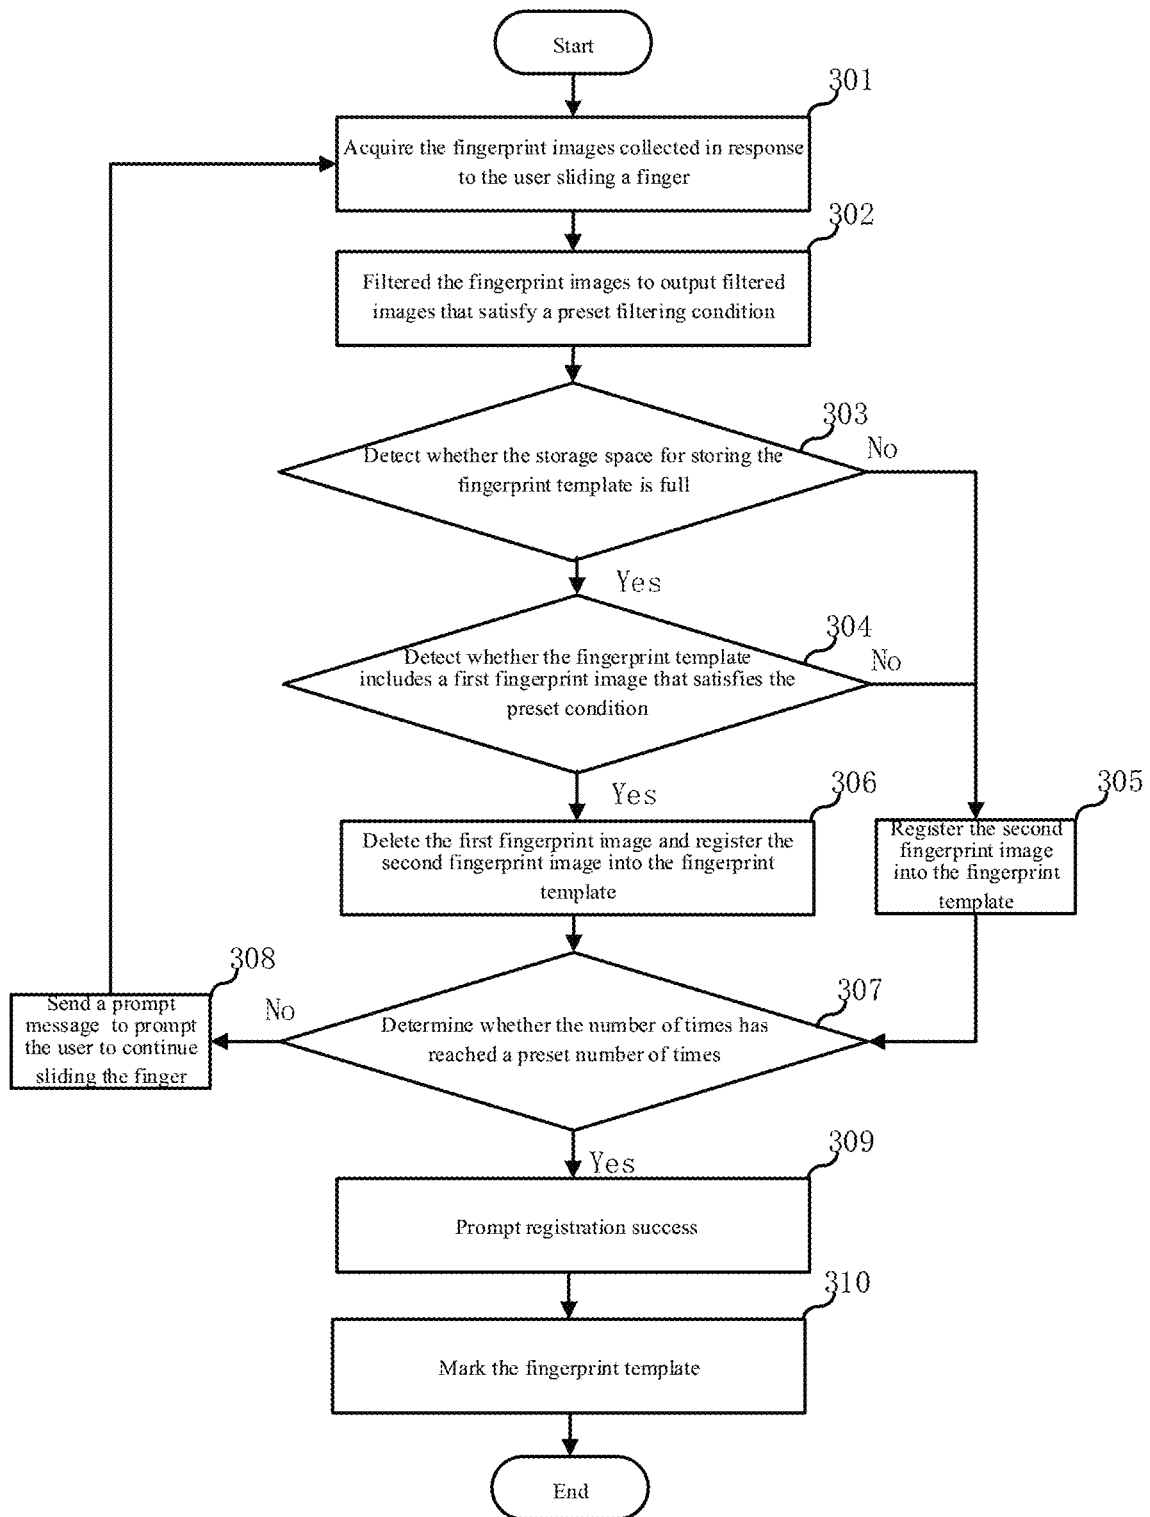 Start
301
Acquire the fingerprint images collected in response
to the user sliding a finger
302
Filtered the fingerprint images to output filtered
images that satisfy a preset filtering condition
303
Detect whether the storage space for storing the
fingerprint template is full
No
Yes
304
Detect whether the fingerprint template
includes a first fingerprint image that satisfies the
preset condition
No
Yes
306
Delete the first fingerprint image and register the
second fingerprint image into the fingerprint
template
305
Register the second
fingerprint image
into the fingerprint
template
308
Send a prompt
message to prompt
the user to continue
sliding the finger
No
307
Determine whether the number of times has
reached a preset number of times
Yes
309
Prompt registration success
310
Mark the fingerprint template
End